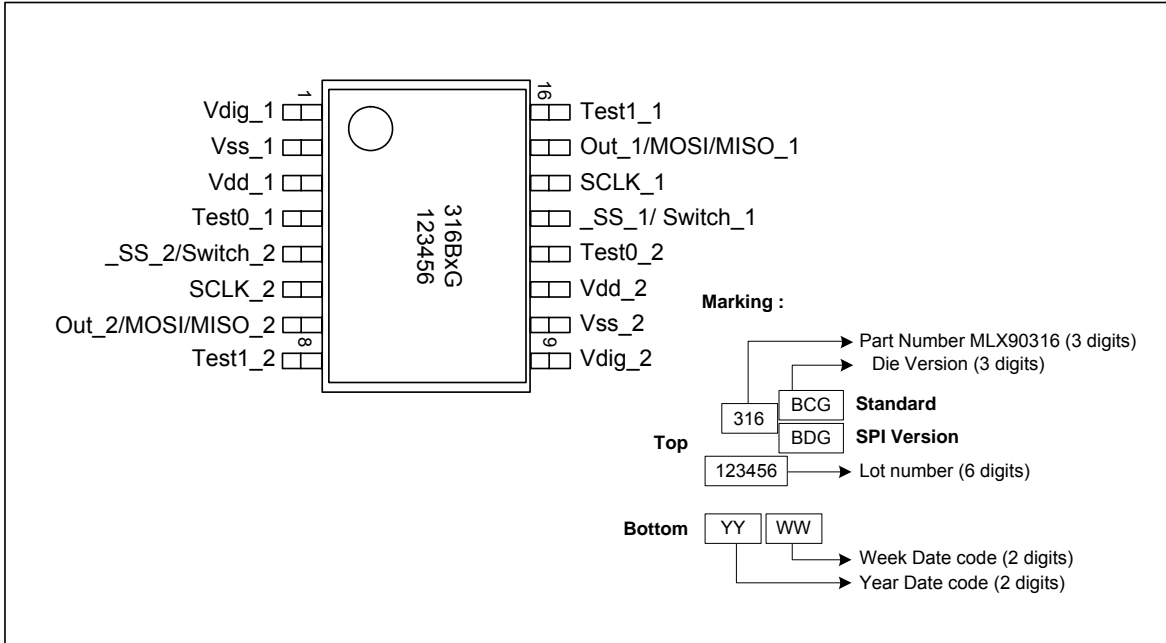 1
16
Vdig_1
Test1_1
Vss_1
Out_1/MOSI/MISO_1
Vdd_1
SCLK_1
Test0_1
_SS_1/ Switch_1
_SS_2/Switch_2
Test0_2
SCLK_2
Vdd_2
Out_2/MOSI/MISO_2
Vss_2
Test1_2
Vdig_2
8
9
316BxG
123456
Marking :
Part Number MLX90316 (3 digits)
Die Version (3 digits)
316
BCG
Standard
BDG
SPI Version
Top
123456
Lot number (6 digits)
Bottom
YY
WW
Week Date code (2 digits)
Year Date code (2 digits)